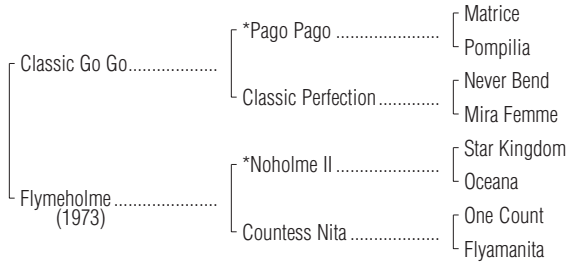 Matrice
*Pago Pago ....................
Pompilia
Classic Go Go..................
Never Bend
Classic Perfection............
Mira Femme
Star Kingdom
*Noholme II ....................
Oceana
Flymeholme .....................
(1973)
One Count
Countess Nita ..................
Flyamanita